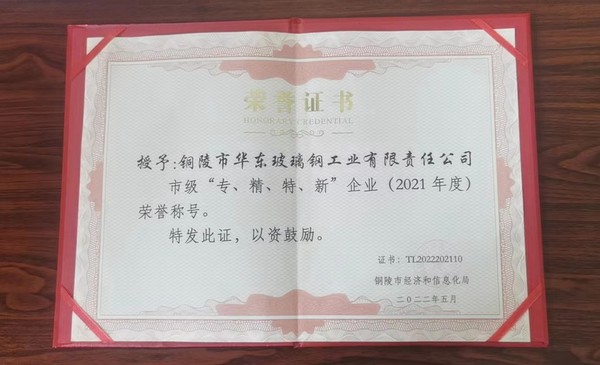 荣誉证书
HONORARY CREDENTIAL
授予:铜陵市华东玻璃钢工业有限责任公司
市级“专、精、特、新”企业(2021年度)
荣誉称号。
特发此证，以资鼓励。
证书：TL2022202110
铜陵市经济和信息化局
二〇二二年五月